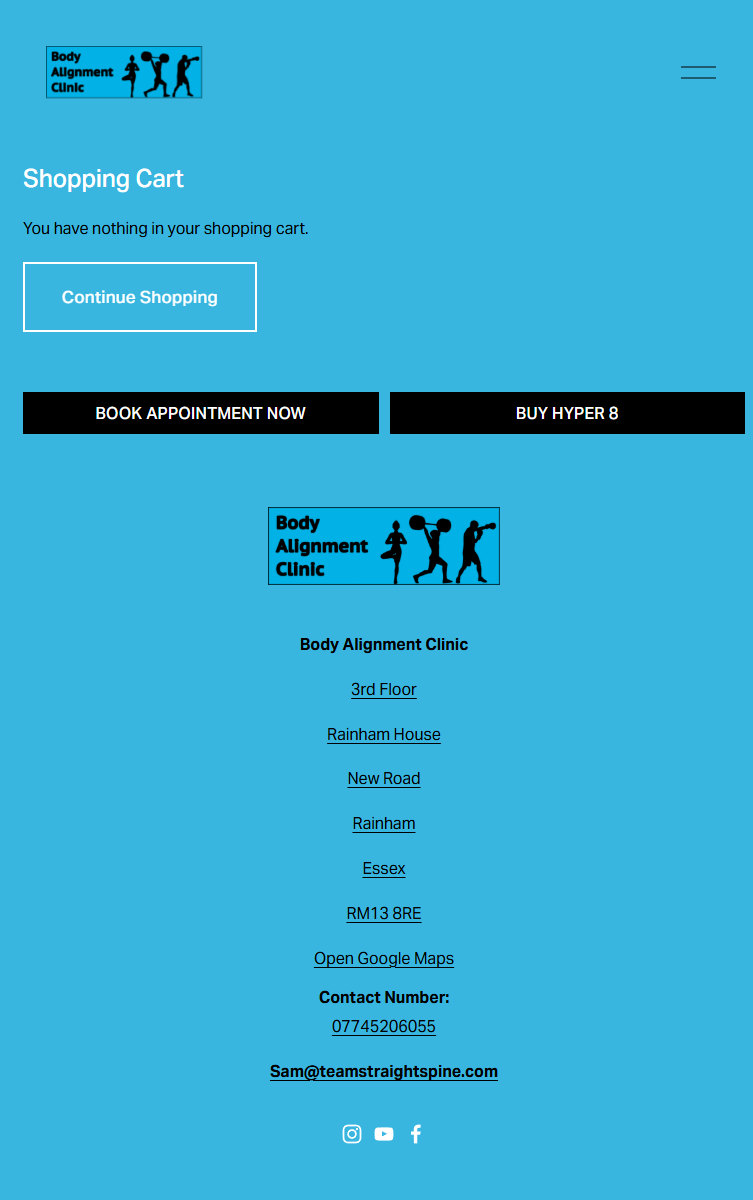 Body
Alignment
Clinic
Shopping Cart
You have nothing in your shopping cart.
Continue Shopping
BOOK APPOINTMENT NOW
BUY HYPER 8
Body
Alignment
Clinic
Body Alignment Clinic
3rd Floor
Rainham House
New Road
Rainham
Essex
RM13 8RE
Open Google Maps
Contact Number:
07745206055
Sam@teamstraightspine.com